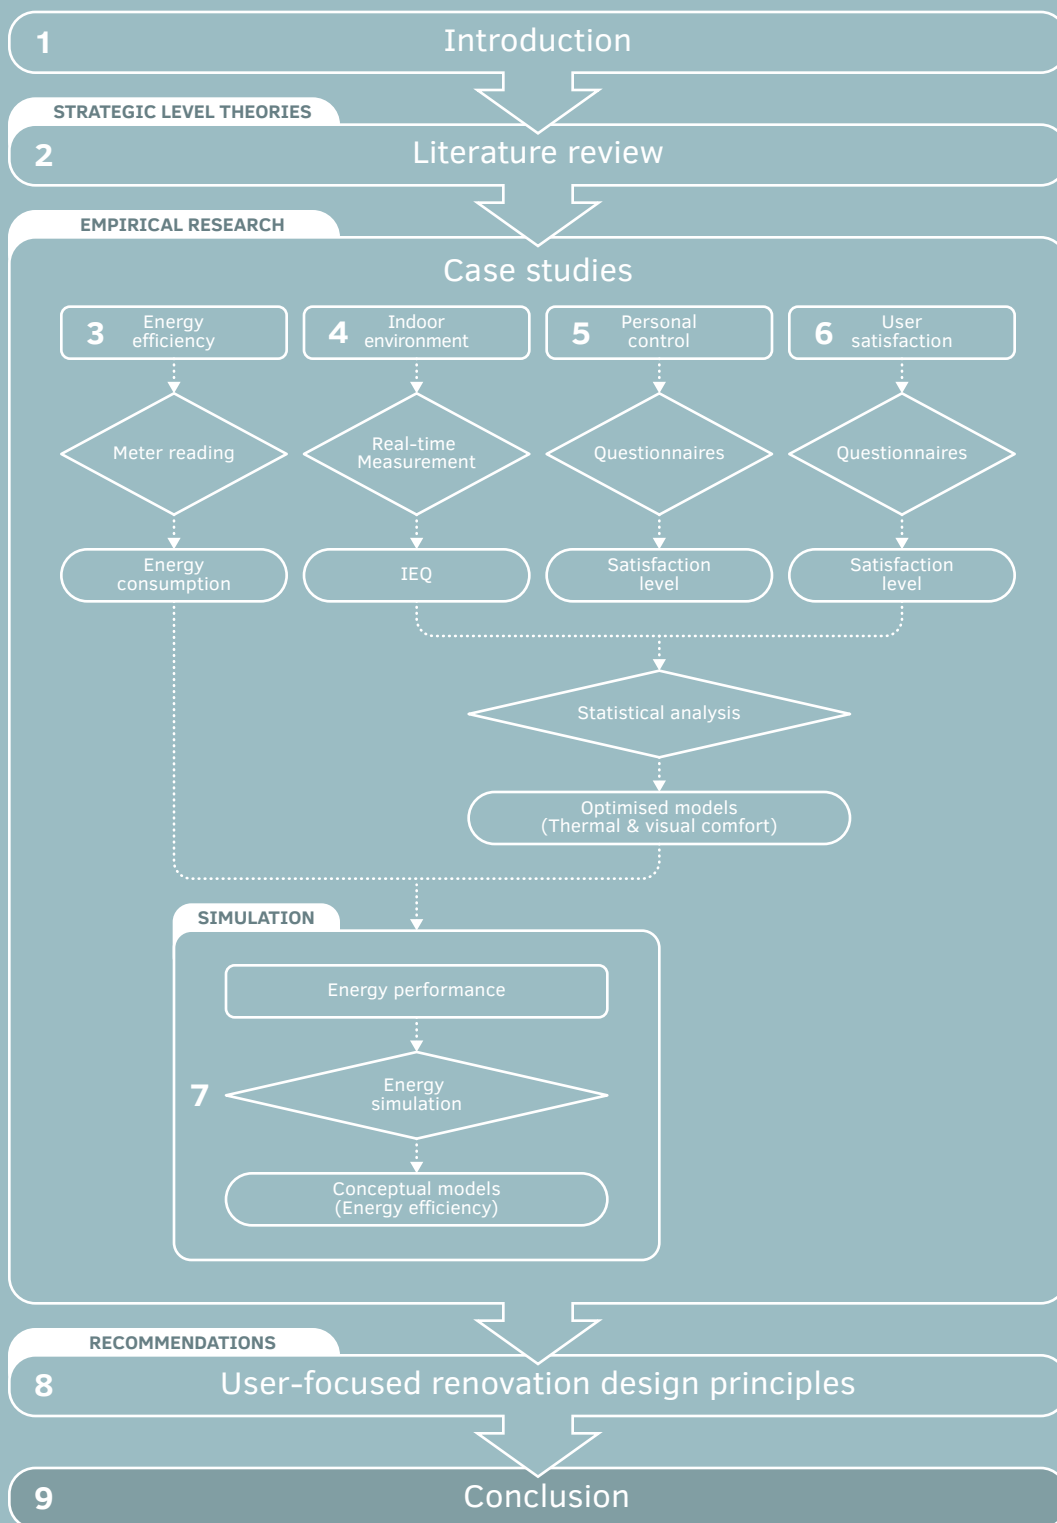 1
Introduction
STRATEGIC LEVEL THEORIES
2
Literature review
EMPIRICAL RESEARCH
Case studies
3
Energy
efficiency
4
Indoor
environment
5
Personal
control
6
User
satisfaction
Meter reading
Real-time
Measurement
Questionnaires
Questionnaires
Energy
consumption
IEQ
Satisfaction
level
Satisfaction
level
Statistical analysis
Optimised models
(Thermal & visual comfort)
SIMULATION
Energy performance
7
Energy
simulation
Conceptual models
(Energy efficiency)
RECOMMENDATIONS
8
User-focused renovation design principles
9
Conclusion